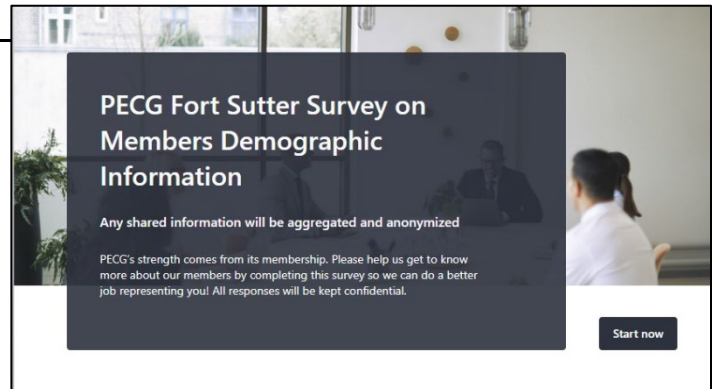 PECG Fort Sutter Survey on
Members Demographic
Information
Any shared information will be aggregated and anonymized
PECG's strength comes from its membership. Please help us get to know
more about our members by completing this survey so we can do a better
job representing you! All responses will be kept confidential.
Start now